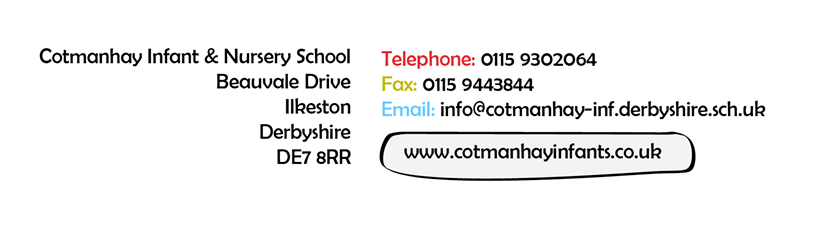 Cotmanhay Infant & Nursery School
Beauvale Drive
Ilkeston
Derbyshire
DE7 8RR
Telephone: 0115 9302064
Fax: 0115 9443844
Email: info@cotmanhay-inf.derbyshire.sch.uk
www.cotmanhayinfants.co.uk